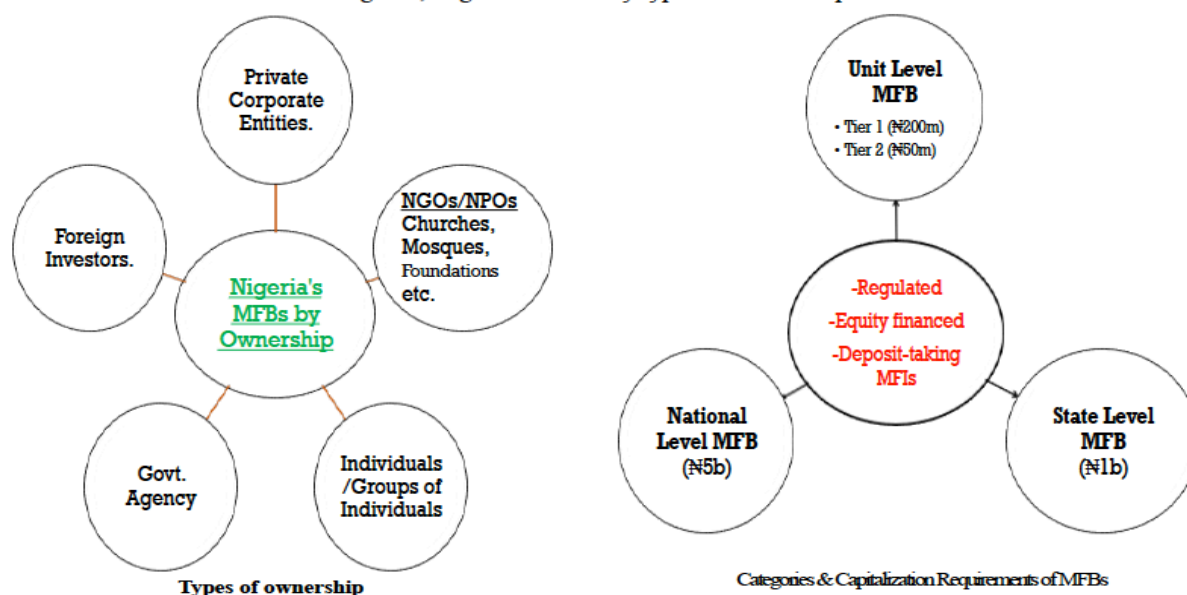 Private
Corporate
Entities.
NGOs/NPOs
Churches,
Mosques,
Foundations
etc.
Foreign
Investors.
Nigeria's
MFBs by
Ownership
Govt.
Agency
Individuals
/Groups of
Individuals
Types of ownership
Unit Level
MFB
• Tier 1 (₦200m)
• Tier 2 (₦50m)
-Regulated
-Equity financed
-Deposit-taking
MFIs
National
Level MFB
(₦5b)
State Level
MFB
(₦1b)
Categories & Capitalization Requirements of MFBs